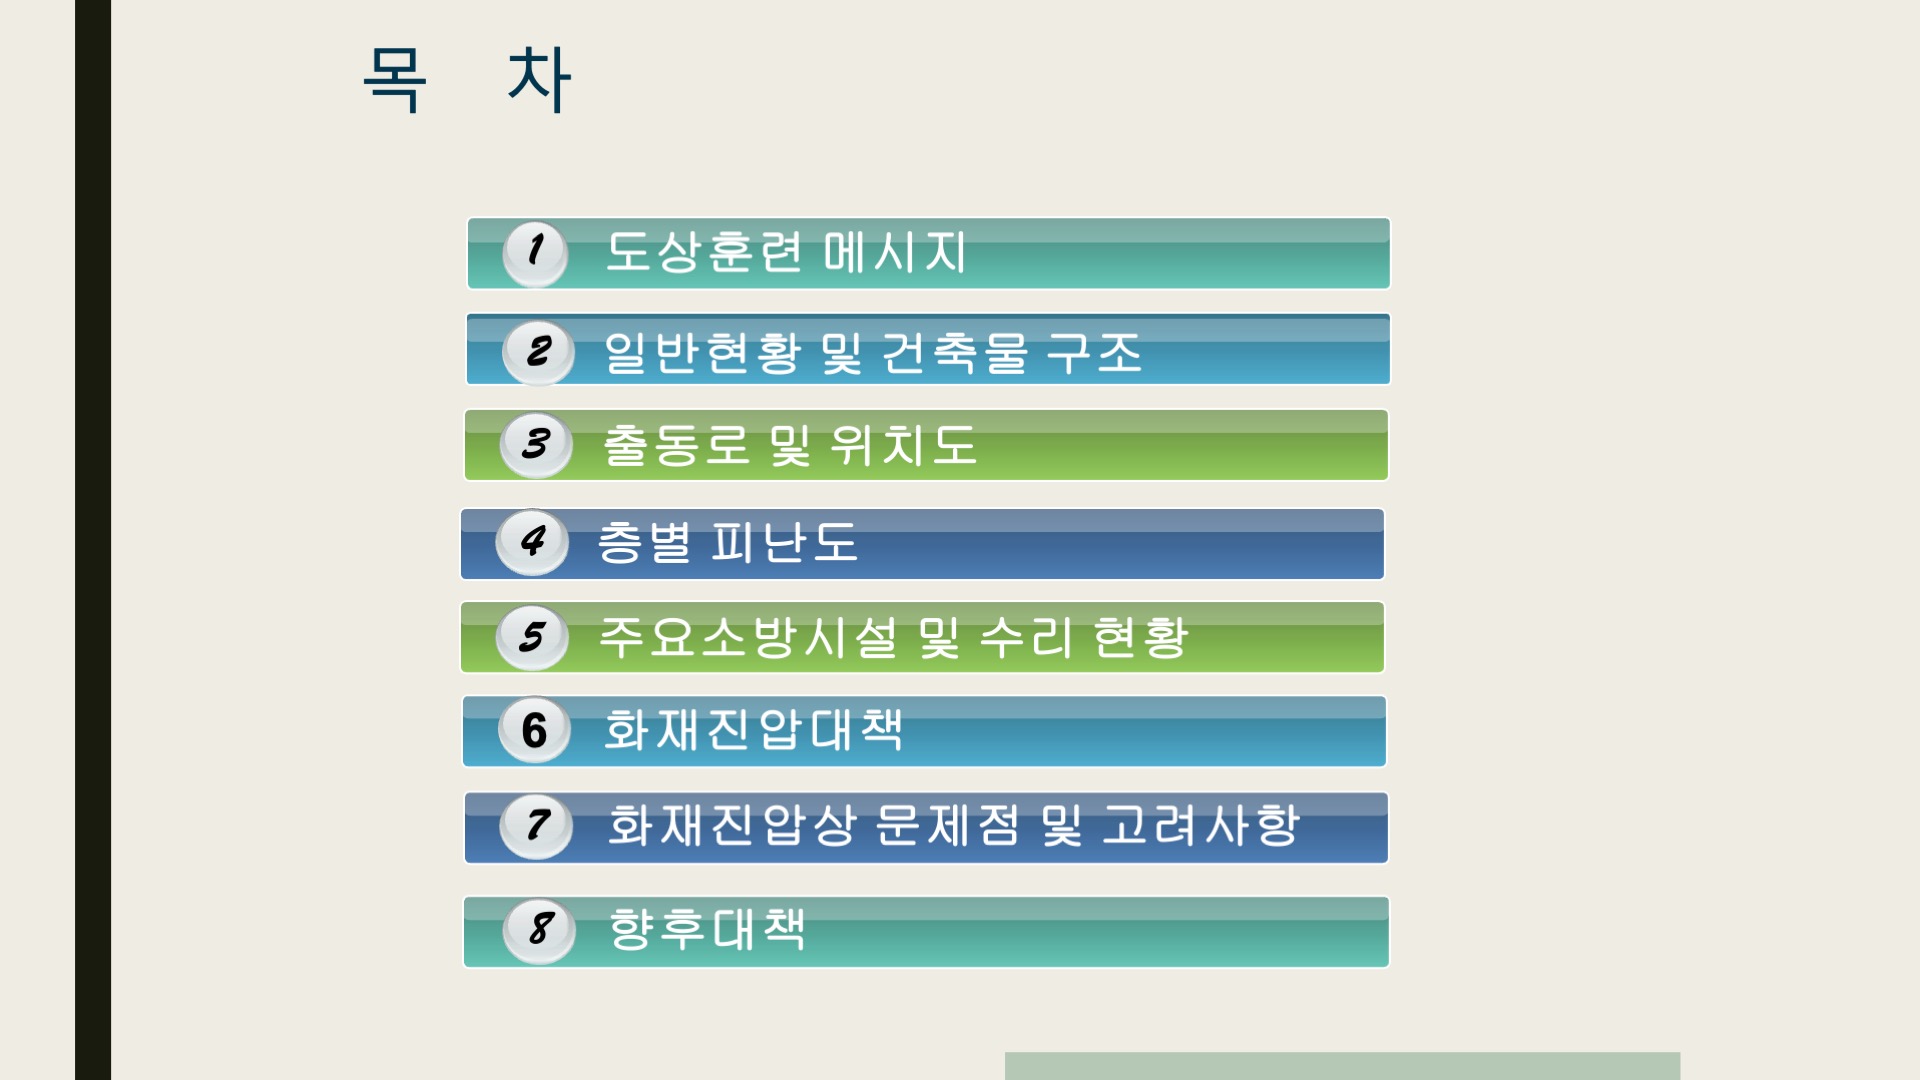 목 차
1 도상훈련 메시지
2 일반현황 및 건축물 구조
3 출동로 및 위치도
4 층별 피난도
5 주요소방시설 및 수리 현황
6 화재진압대책
7 화재진압상 문제점 및 고려사항
8 향후대책